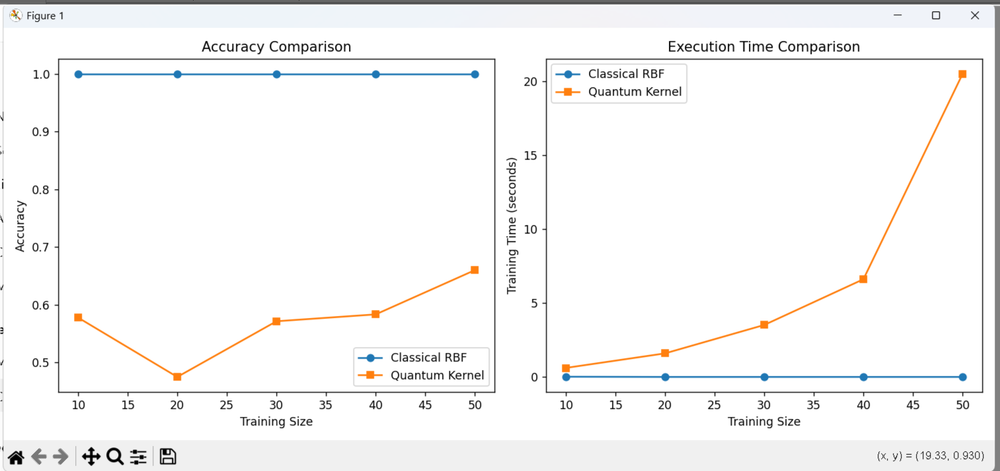 Figure 1
Accuracy Comparison
1.0
0.9
0.8
0.7
0.6
0.5
Accuracy
10 15 20 25 30 35 40 45 50
Training Size
Classical RBF
Quantum Kernel
Execution Time Comparison
Classical RBF
Quantum Kernel
20
15
10
5
0
Training Time (seconds)
10 15 20 25 30 35 40 45 50
Training Size
(x, y) = (19.33, 0.930)